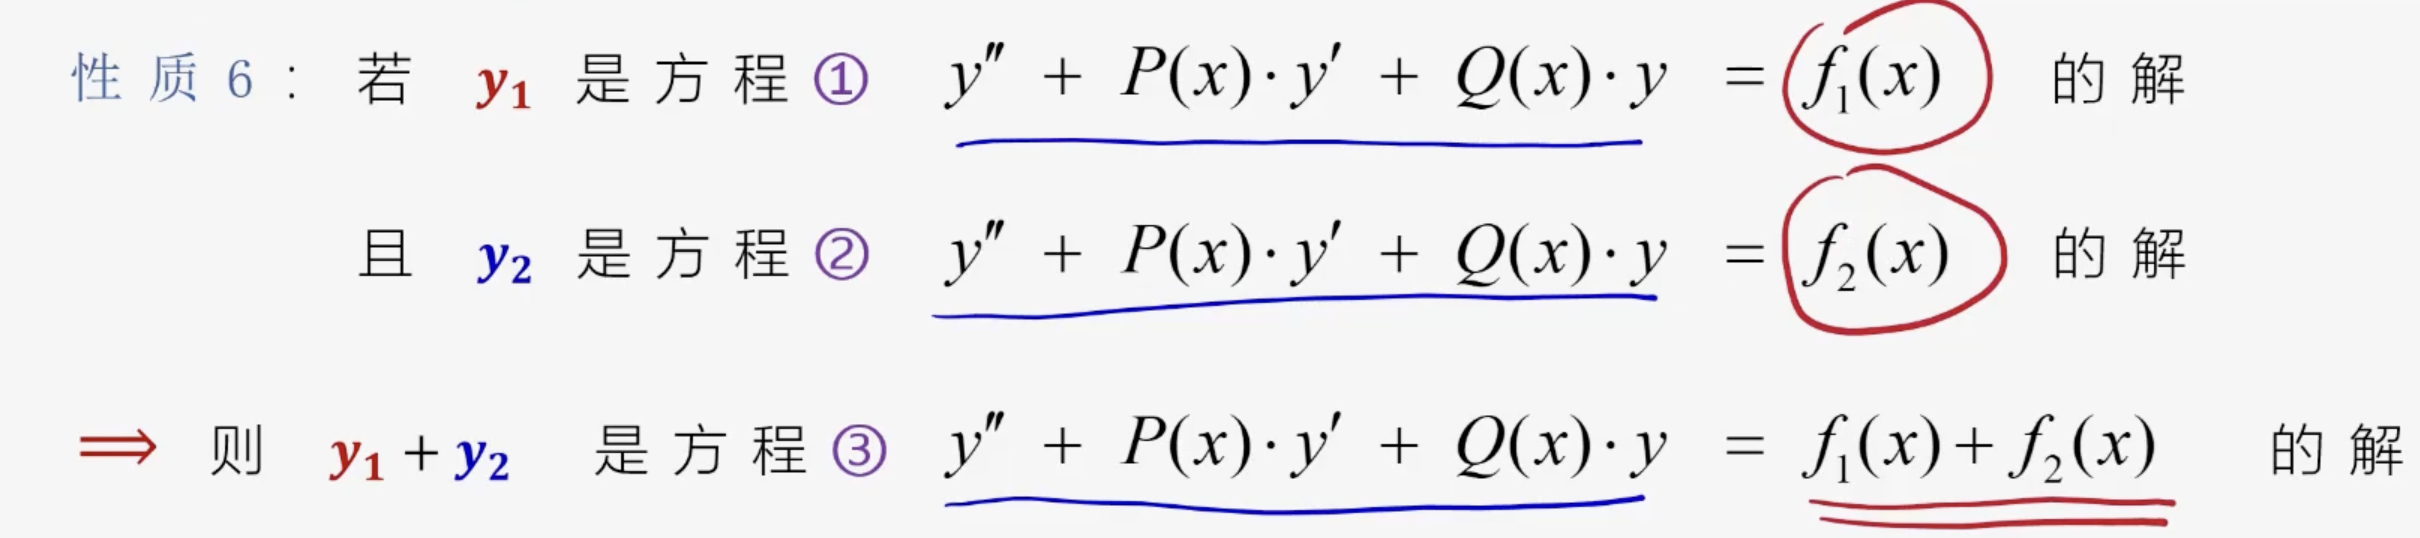 性质6： 若 y₁ 是方程① y″ + P(x)·y′ + Q(x)·y = f₁(x) 的解
且 y₂ 是方程② y″ + P(x)·y′ + Q(x)·y = f₂(x) 的解
⟹ 则 y₁+y₂ 是方程③ y″ + P(x)·y′ + Q(x)·y = f₁(x)+f₂(x) 的解